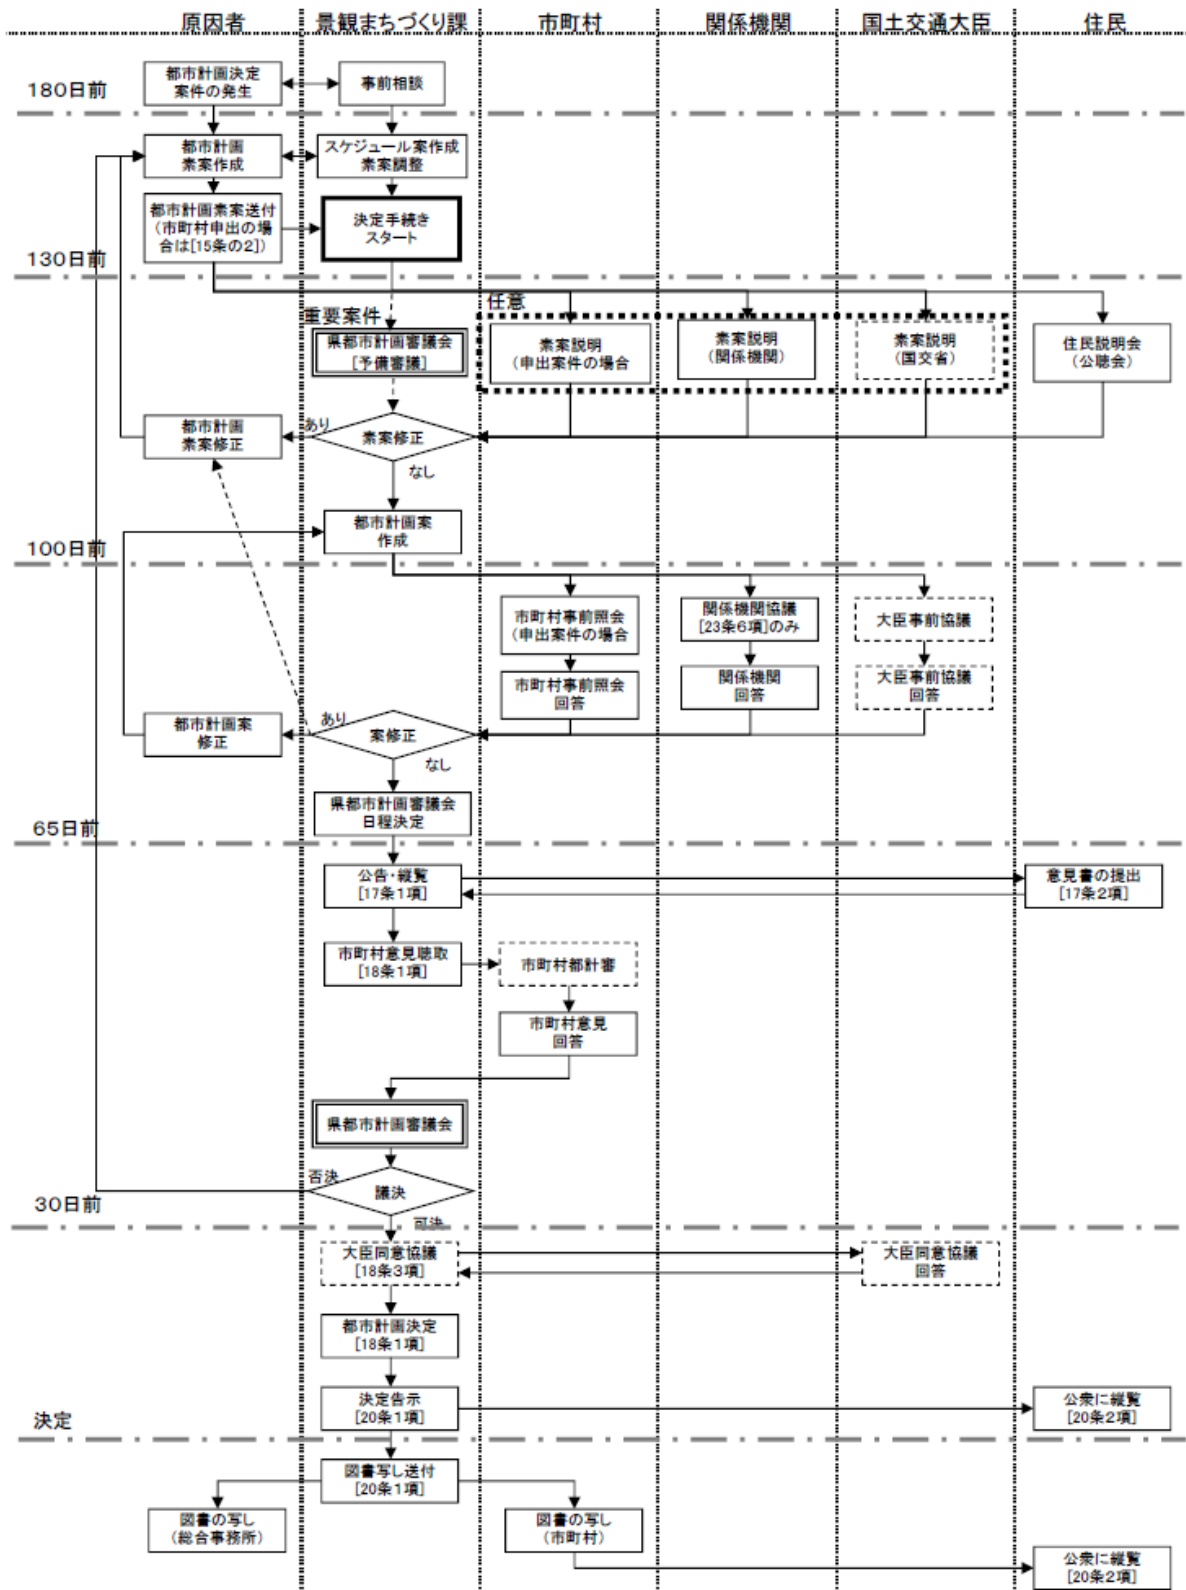 原因者 景観まちづくり課 市町村 関係機関 国土交通大臣 住民
都市計画決定
案件の発生
事前相談
180日前
都市計画
素案作成
スケジュール案作成
素案調整
都市計画素案送付
(市町村申出の場
合は[15条の2])
決定手続き
スタート
130日前
任意
重要案件
県都市計画審議会
[予備審議]
素案説明
(申出案件の場合
素案説明
(関係機関)
素案説明
(国交省)
住民説明会
(公聴会)
都市計画
素案修正
あり
素案修正
なし
都市計画案
作成
100日前
市町村事前照会
(申出案件の場合
関係機関協議
[23条6項]のみ
大臣事前協議
市町村事前照会
回答
関係機関
回答
大臣事前協議
回答
都市計画案
修正
あり
案修正
なし
県都市計画審議会
日程決定
65日前
公告・縦覧
[17条1項]
意見書の提出
[17条2項]
市町村意見聴取
[18条1項]
市町村都計審
市町村意見
回答
県都市計画審議会
否決
議決
30日前
可決
大臣同意協議
[18条3項]
大臣同意協議
回答
都市計画決定
[18条1項]
決定告示
[20条1項]
公衆に縦覧
[20条2項]
決定
図書写し送付
[20条1項]
図書の写し
(総合事務所)
図書の写し
(市町村)
公衆に縦覧
[20条2項]